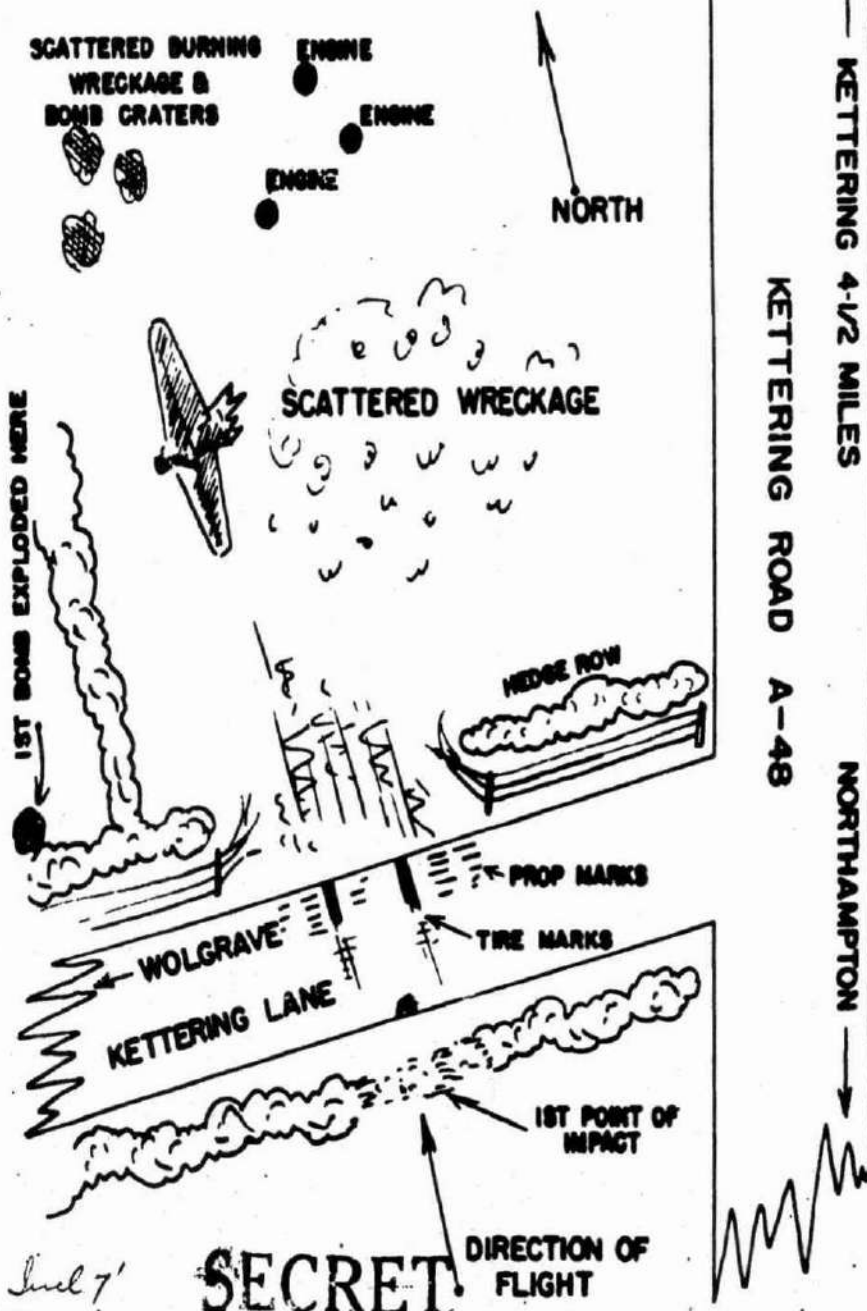 SCATTERED BURNING
WRECKAGE &
BOMB CRATERS
ENGINE
ENGINE
ENGINE
NORTH
KETTERING 4-1/2 MILES
KETTERING ROAD A-48
SCATTERED WRECKAGE
1ST BOMB EXPLODED HERE
HEDGE ROW
NORTHAMPTON
PROP MARKS
TIRE MARKS
WOLGRAVE
KETTERING LANE
1ST POINT OF
IMPACT
DIRECTION OF
FLIGHT
SECRET
Incl 7'